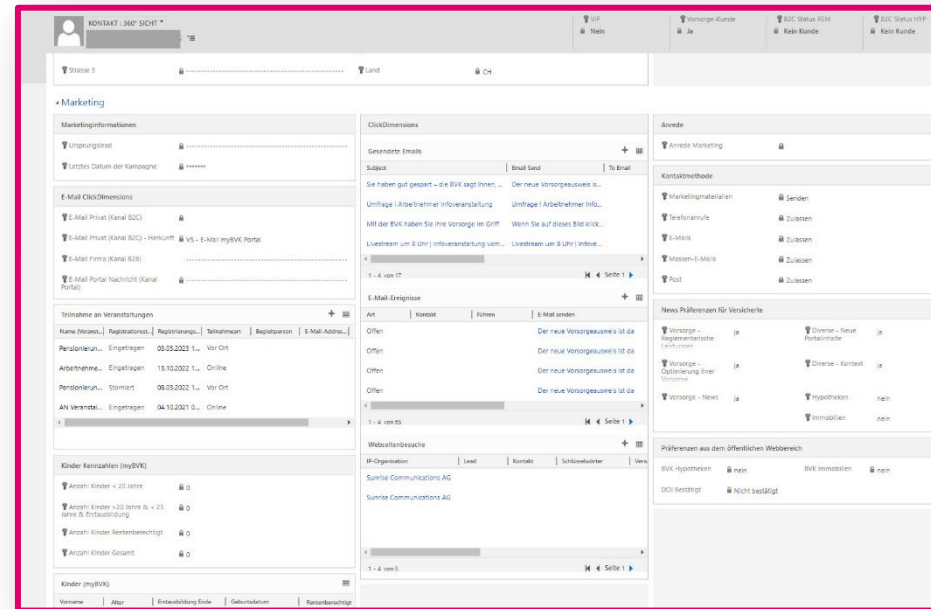 KONTAKT : 360° SICHT
VIP
Nein
Vorsorge-Kunde
Ja
B2C Status REM
Kein Kunde
B2C Status HYP
Kein Kunde
Strasse 3
Land
CH
Marketing
Marketinginformationen
Ursprungslead
Letztes Datum der Kampagne
E-Mail ClickDimensions
E-Mail Privat (Kanal B2C)
E-Mail Privat (Kanal B2C) - Herkunft
VS - E-Mail myBVK Portal
E-Mail Firma (Kanal B2B)
E-Mail Portal Nachricht (Kanal
Portal)
Teilnahme an Veranstaltungen
Name (Veranst... Registrationsst... Registrierungs... Teilnahmeart Begleitperson E-Mail-Addres...
Pensionierun... Eingetragen 03.05.2023 1... Vor Ort
Arbeitnehme... Eingetragen 13.10.2022 1... Online
Pensionierun... Storniert 08.03.2022 1... Vor Ort
AN Veranstal... Eingetragen 04.10.2021 0... Online
Kinder Kennzahlen (myBVK)
Anzahl Kinder < 20 Jahre 0
Anzahl Kinder >20 Jahre & < 25
Jahre & Erstausbildung 0
Anzahl Kinder Rentenberechtigt 0
Anzahl Kinder Gesamt 0
Kinder (myBVK)
Vorname Alter Erstausbildung Ende Geburtsdatum Rentenberechtigt
ClickDimensions
Gesendete Emails
Subject Email Send To Email
Sie haben gut gespart – die BVK sagt Ihnen, ... Der neue Vorsorgeausweis is...
Umfrage | Arbeitnehmer Infoveranstaltung Umfrage | Arbeitnehmer Info...
Mit der BVK haben Sie Ihre Vorsorge im Griff Wenn Sie auf dieses Bild klick...
Livestream um 8 Uhr | Infoveranstaltung vom... Livestream um 8 Uhr | Infove...
1 - 4 von 17 Seite 1
E-Mail-Ereignisse
Art Kontakt Führen E-Mail senden
Offen Der neue Vorsorgeausweis ist da
Offen Der neue Vorsorgeausweis ist da
Offen Der neue Vorsorgeausweis ist da
Offen Der neue Vorsorgeausweis ist da
Seite 1
Webseitenbesuche
IP-Organisation Lead Kontakt Schlüsselwörter
Sunrise Communications AG
Sunrise Communications AG
1 - 4 von 5 Seite 1
Anrede
Anrede Marketing
Kontaktmethode
Marketingmaterialien Senden
Telefonanrufe Zulassen
E-Mails Zulassen
Massen-E-Mails Zulassen
Post Zulassen
News Präferenzen für Versicherte
Vorsorge -
Reglementarische
Leistungen
ja
Diverse - Neue
Portalinhalte
ja
Vorsorge -
Optimierung Ihrer
Vorsorge
ja
Diverse - Kontext ja
Vorsorge - News ja
Hypotheken nein
Immobilien nein
Präferenzen aus dem öffentlichen Webbereich
BVK Hypotheken nein BVK Immobilien nein
DOI Bestätigt Nicht bestätigt